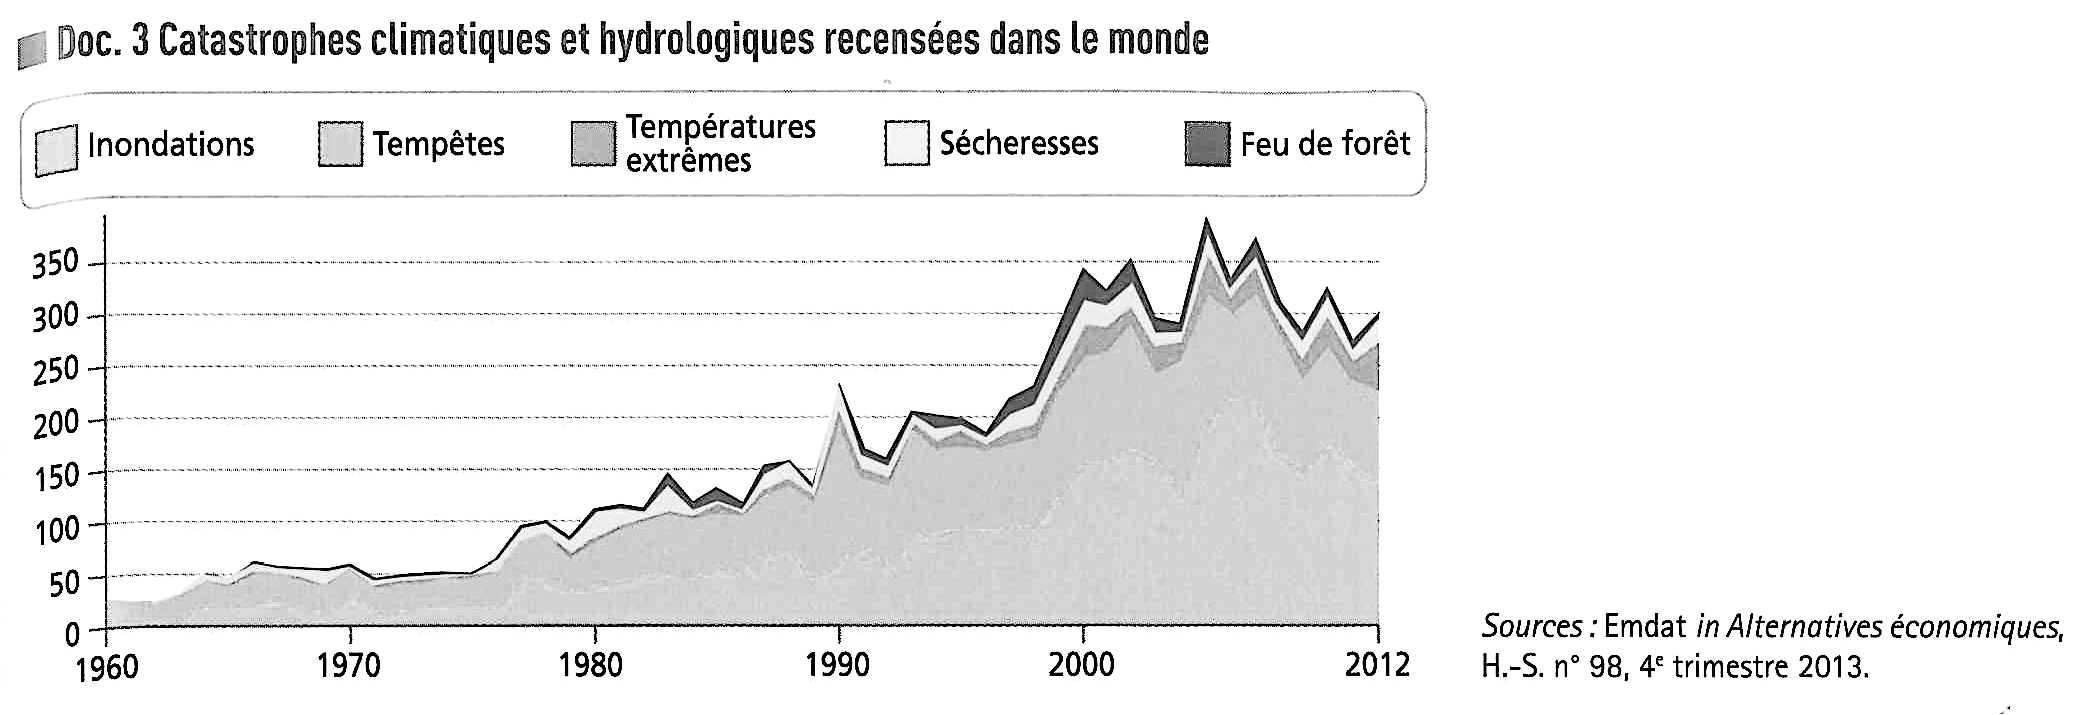 Doc. 3 Catastrophes climatiques et hydrologiques recensées dans le monde
Inondations
Tempêtes
Températures
extrêmes
Sécheresses
Feu de forêt
350
300
250
200
150
100
50
0
1960 1970 1980 1990 2000 2012
Sources : Emdat in Alternatives économiques,
H.-S. n° 98, 4e trimestre 2013.